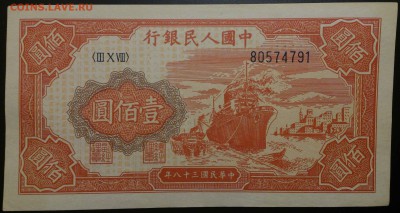 COINS.LAVE.RU
行銀民人國中
〈III X VIII〉
80574791
佰圓
佰圓
壹佰圓
佰圓
佰圓
年八十三國民華中